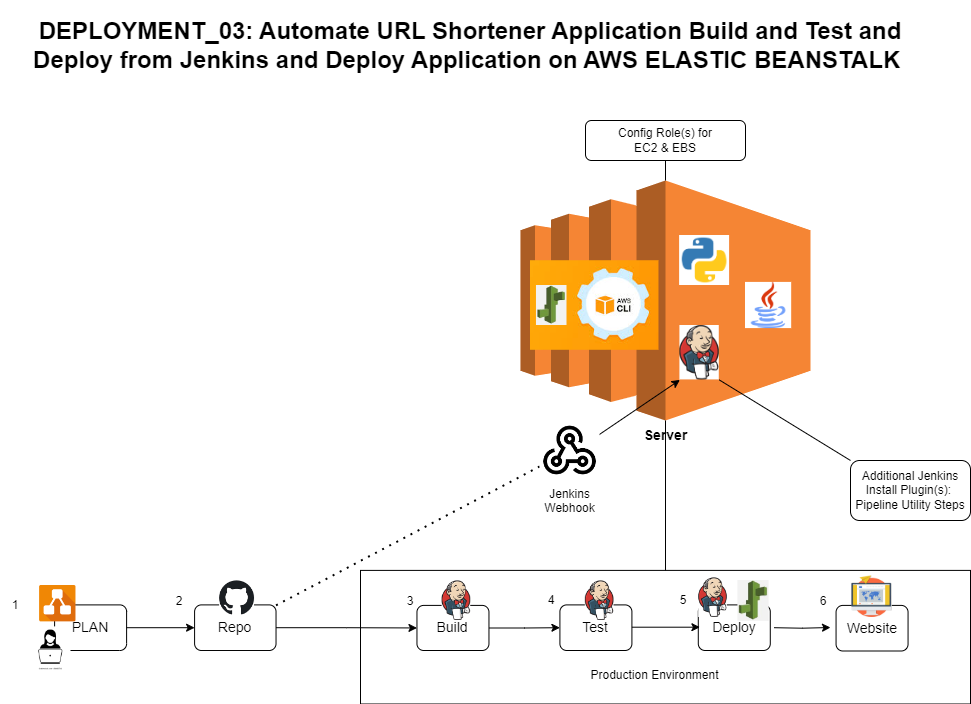 DEPLOYMENT_03: Automate URL Shortener Application Build and Test and
Deploy from Jenkins and Deploy Application on AWS ELASTIC BEANSTALK
Config Role(s) for
EC2 & EBS
AWS
CLI
Server
Jenkins
Webhook
Additional Jenkins
Install Plugin(s):
Pipeline Utility Steps
1
PLAN
2
Repo
3
Build
4
Test
5
Deploy
6
Website
Production Environment